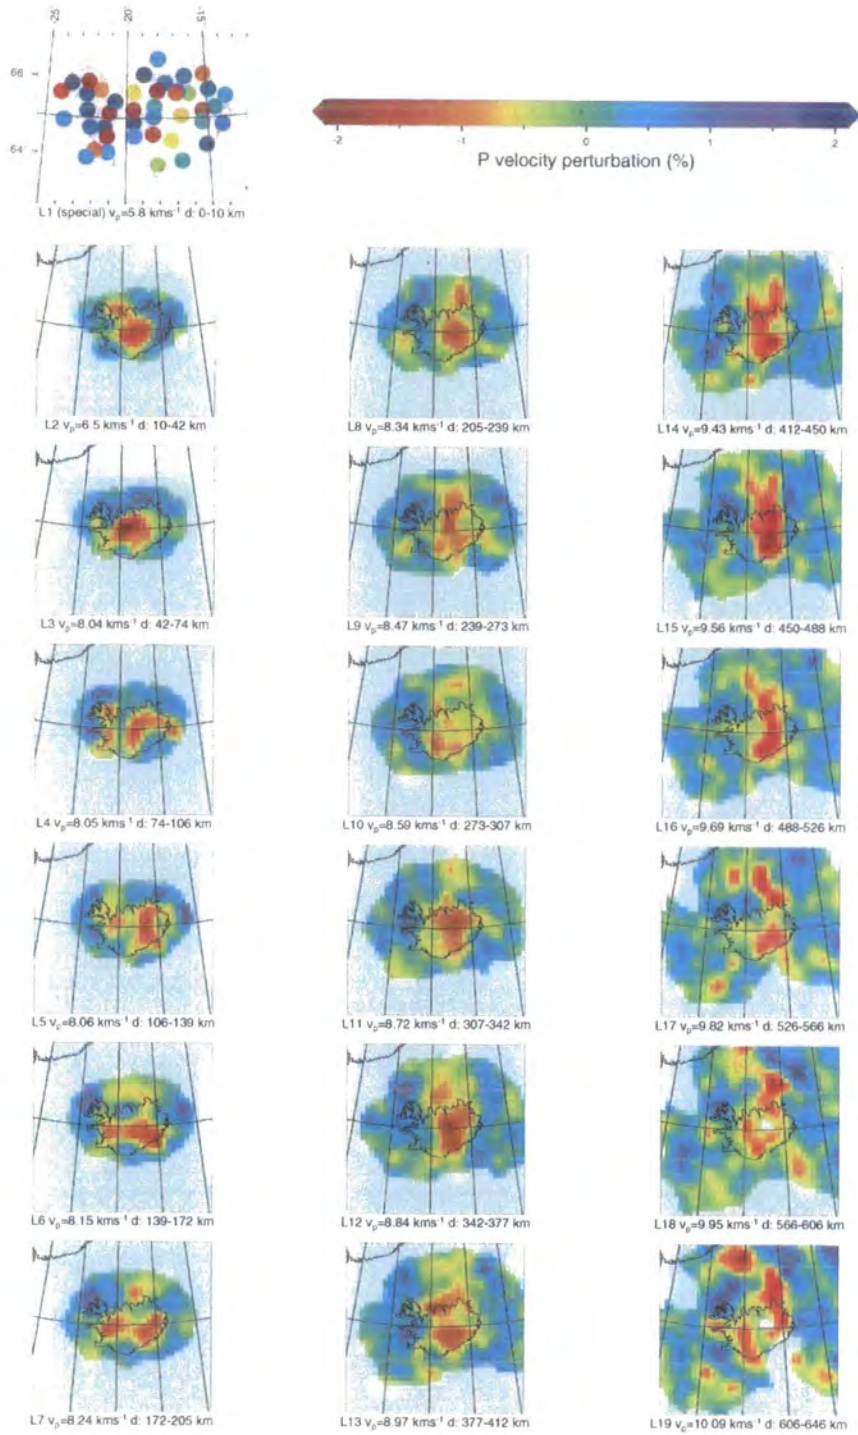 -25
-20
-15
66
64
L1 (special) vp=5.8 kms-1 d: 0-10 km
-2 -1 0 1 2
P velocity perturbation (%)
L2 vp=6.5 kms-1 d: 10-42 km
L8 vp=8.34 kms-1 d: 205-239 km
L14 vp=9.43 kms-1 d: 412-450 km
L3 vp=8.04 kms-1 d: 42-74 km
L9 vp=8.47 kms-1 d: 239-273 km
L15 vp=9.56 kms-1 d: 450-488 km
L4 vp=8.05 kms-1 d: 74-106 km
L10 vp=8.59 kms-1 d: 273-307 km
L16 vp=9.69 kms-1 d: 488-526 km
L5 vp=8.06 kms-1 d: 106-139 km
L11 vp=8.72 kms-1 d: 307-342 km
L17 vp=9.82 kms-1 d: 526-566 km
L6 vp=8.15 kms-1 d: 139-172 km
L12 vp=8.84 kms-1 d: 342-377 km
L18 vp=9.95 kms-1 d: 566-606 km
L7 vp=8.24 kms-1 d: 172-205 km
L13 vp=8.97 kms-1 d: 377-412 km
L19 vp=10.09 kms-1 d: 606-646 km